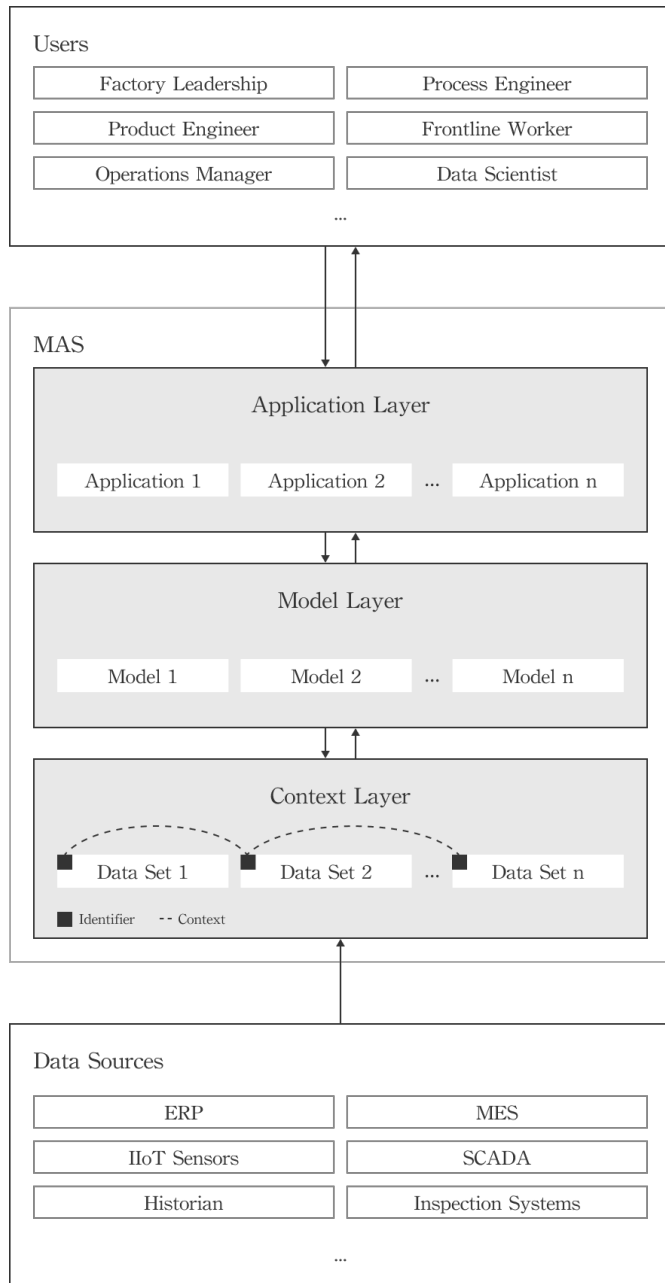 Users
Factory Leadership
Process Engineer
Product Engineer
Frontline Worker
Operations Manager
Data Scientist
...
MAS
Application Layer
Application 1
Application 2
...
Application n
Model Layer
Model 1
Model 2
...
Model n
Context Layer
Data Set 1
Data Set 2
...
Data Set n
Identifier
-- Context
Data Sources
ERP
MES
IIoT Sensors
SCADA
Historian
Inspection Systems
...